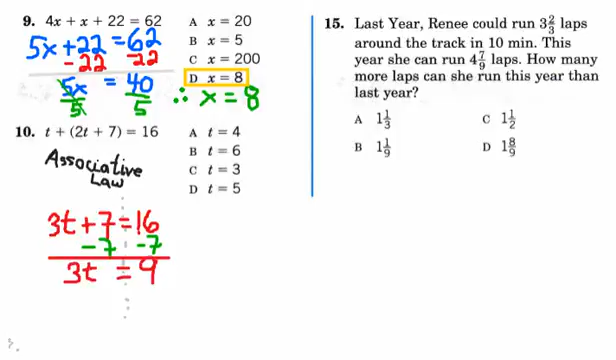 9. 4x + x + 22 = 62
A x = 20
B x = 5
C x = 200
D x = 8
5x + 22 = 62
-22 -22
5x = 40
5 5
∴ x = 8
10. t + (2t + 7) = 16
A t = 4
B t = 6
C t = 3
D t = 5
Associative
Law
3t + 7 = 16
-7 -7
3t = 9
15. Last Year, Renee could run 3 2/3 laps
around the track in 10 min. This
year she can run 4 7/9 laps. How many
more laps can she run this year than
last year?
A 1 1/3
B 1 1/9
C 1 1/2
D 1 8/9